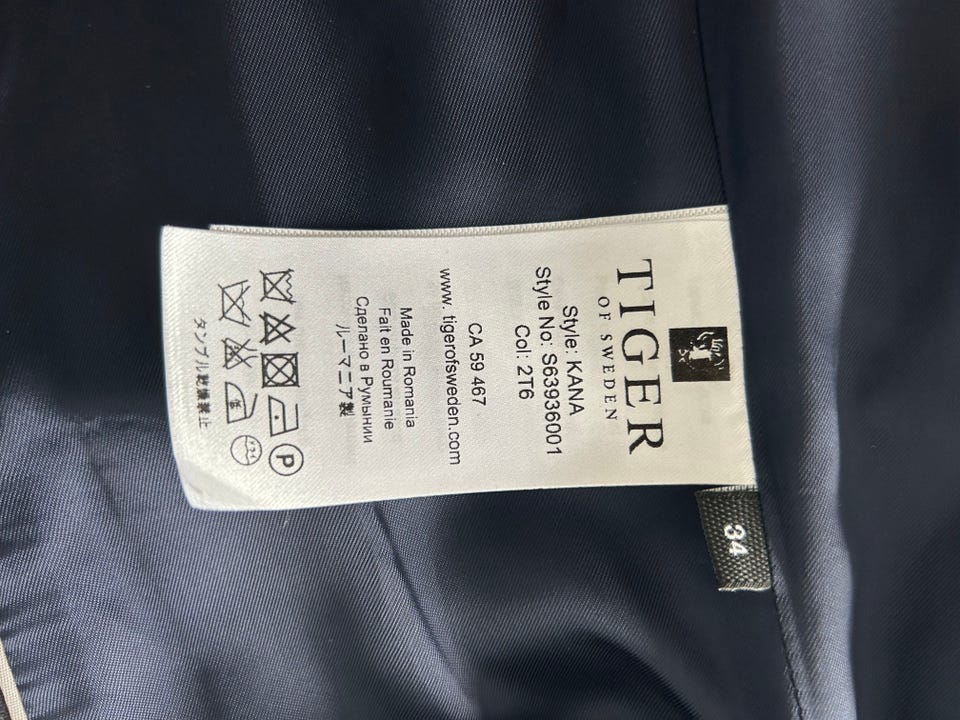 TIGER
OF SWEDEN
Style: KANA
Style No: S63936001
Col: 2T6
CA 59 467
www. tigerofsweden.com
Made in Romania
Fait en Roumanie
Сделано в Румынии
ルーマニア製
P
タンブル乾燥禁止
34